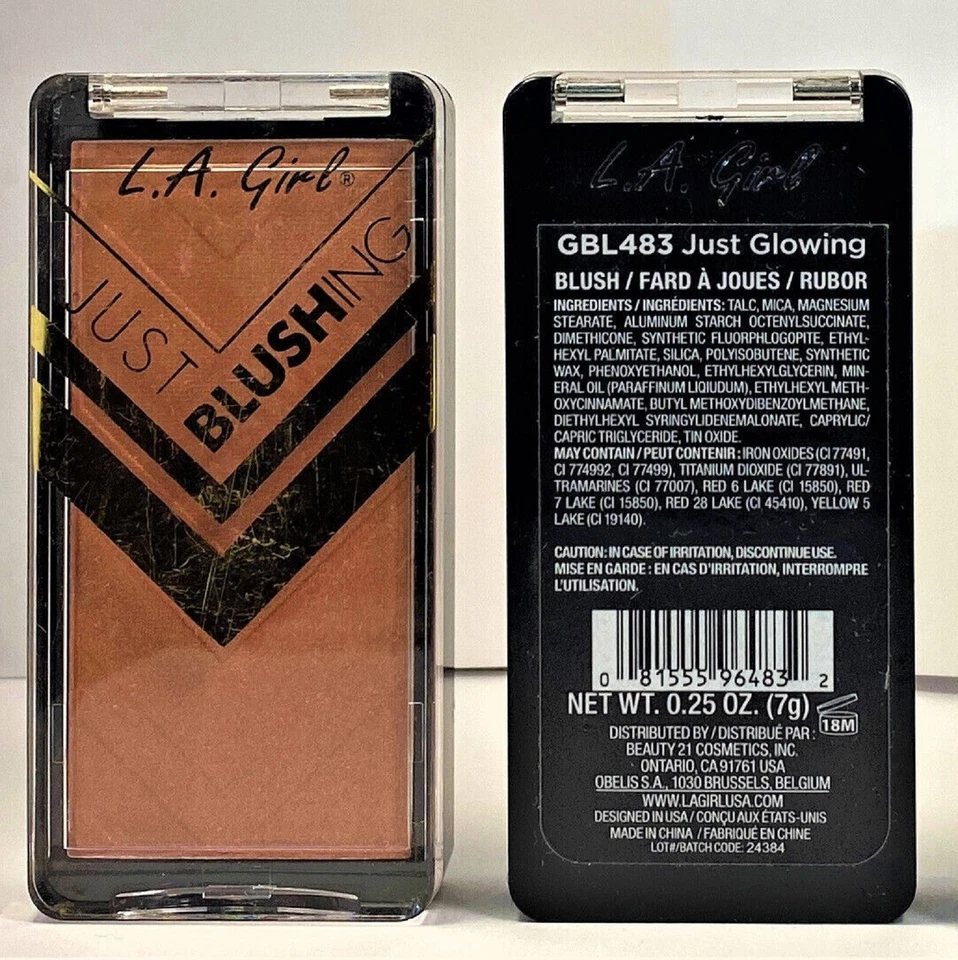 L.A. Girl®
JUST
BLUSHING
L.A. Girl
GBL483 Just Glowing
BLUSH / FARD À JOUES / RUBOR
INGREDIENTS / INGRÉDIENTS: TALC, MICA, MAGNESIUM
STEARATE, ALUMINUM STARCH OCTENYLSUCCINATE,
DIMETHICONE, SYNTHETIC FLUORPHLOGOPITE, ETHYL-
HEXYL PALMITATE, SILICA, POLYISOBUTENE, SYNTHETIC
WAX, PHENOXYETHANOL, ETHYLHEXYLGLYCERIN, MIN-
ERAL OIL (PARAFFINUM LIQIUDUM), ETHYLHEXYL METH-
OXYCINNAMATE, BUTYL METHOXYDIBENZOYLMETHANE,
DIETHYLHEXYL SYRINGYLIDENEMALONATE, CAPRYLIC/
CAPRIC TRIGLYCERIDE, TIN OXIDE.
MAY CONTAIN / PEUT CONTENIR : IRON OXIDES (CI 77491,
CI 774992, CI 77499), TITANIUM DIOXIDE (CI 77891), UL-
TRAMARINES (CI 77007), RED 6 LAKE (CI 15850), RED
7 LAKE (CI 15850), RED 28 LAKE (CI 45410), YELLOW 5
LAKE (CI 19140).
CAUTION: IN CASE OF IRRITATION, DISCONTINUE USE.
MISE EN GARDE : EN CAS D'IRRITATION, INTERROMPRE
L'UTILISATION.
0 81555 96483 2
NET WT. 0.25 OZ. (7g)
18M
DISTRIBUTED BY / DISTRIBUÉ PAR :
BEAUTY 21 COSMETICS, INC.
ONTARIO, CA 91761 USA
OBELIS S.A., 1030 BRUSSELS, BELGIUM
WWW.LAGIRLUSA.COM
DESIGNED IN USA / CONÇU AUX ÉTATS-UNIS
MADE IN CHINA / FABRIQUÉ EN CHINE
LOT#/BATCH CODE: 24384